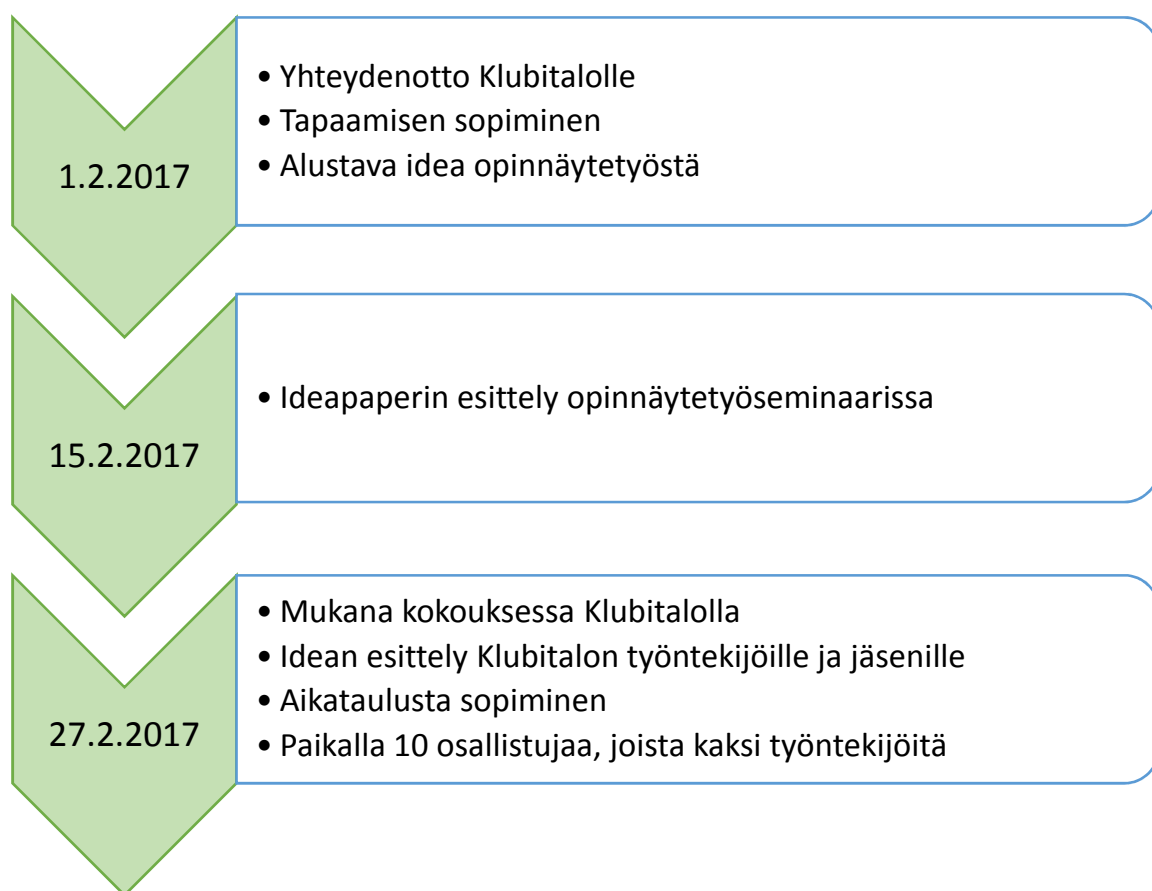 1.2.2017
• Yhteydenotto Klubitalolle
• Tapaamisen sopiminen
• Alustava idea opinnäytetyöstä
15.2.2017
• Ideapaperin esittely opinnäytetyöseminaarissa
27.2.2017
• Mukana kokouksessa Klubitalolla
• Idean esittely Klubitalon työntekijöille ja jäsenille
• Aikataulusta sopiminen
• Paikalla 10 osallistujaa, joista kaksi työntekijöitä